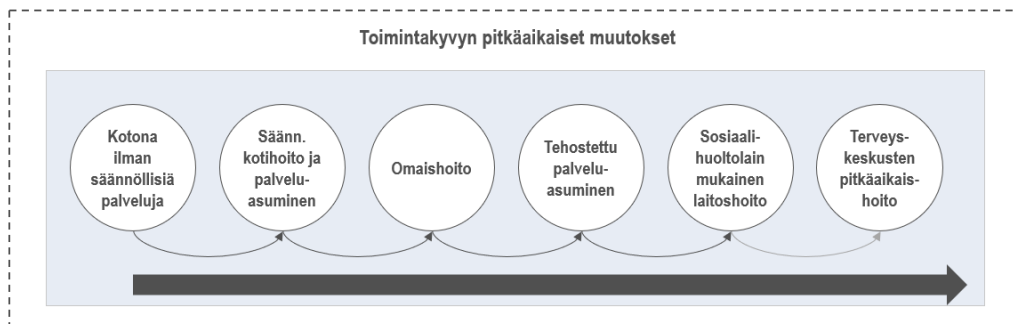 Toimintakyvyn pitkäaikaiset muutokset
Kotona
ilman
säännöllisiä
palveluja
Säänn.
kotihoito ja
palvelu-
asuminen
Omaishoito
Tehostettu
palvelu-
asuminen
Sosiaali-
huoltolain
mukainen
laitoshoito
Terveys-
keskusten
pitkäaikais-
hoito